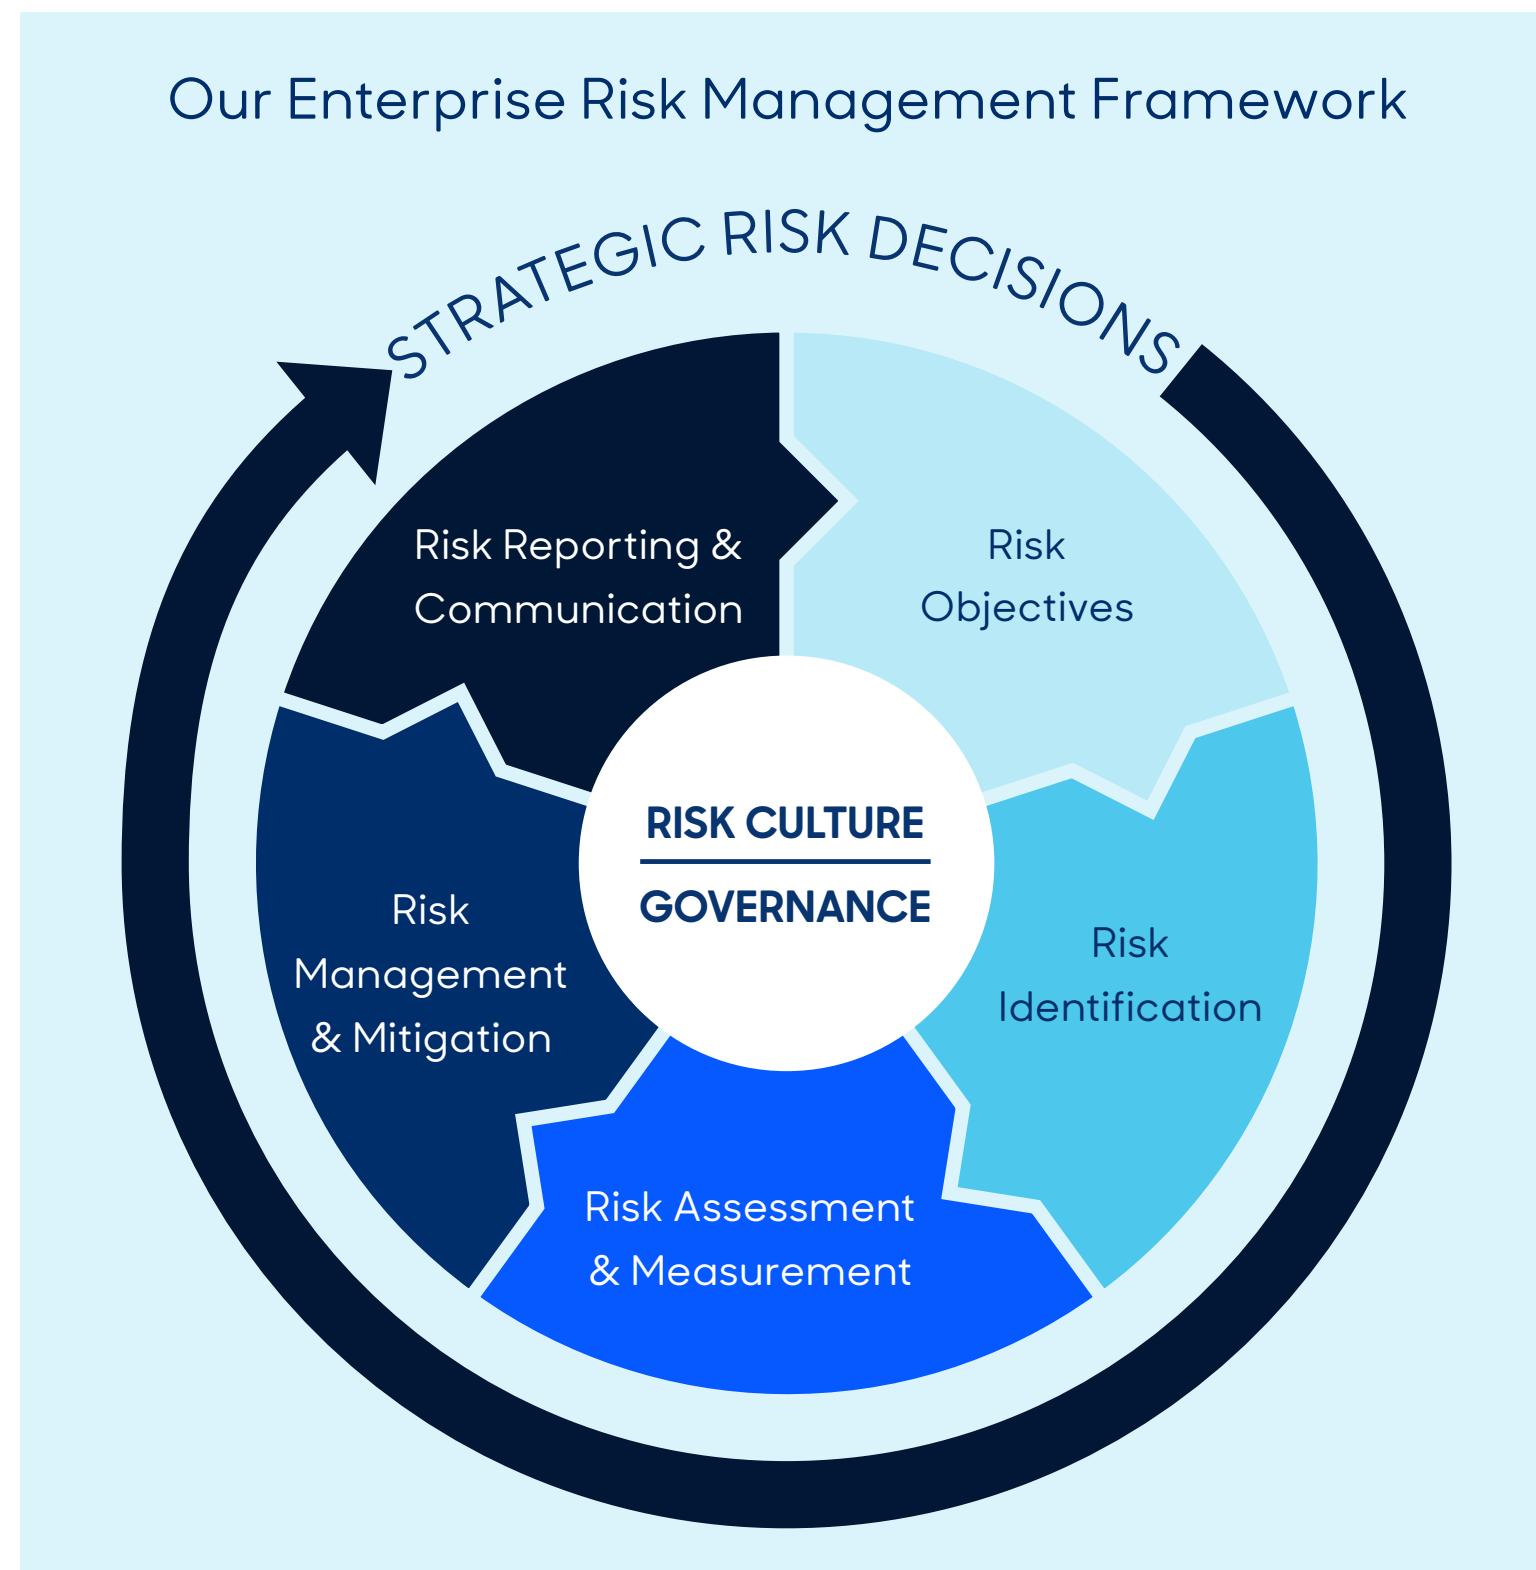 Our Enterprise Risk Management Framework
STRATEGIC RISK DECISIONS
Risk Reporting &
Communication
Risk
Objectives
RISK CULTURE
GOVERNANCE
Risk
Management
& Mitigation
Risk
Identification
Risk Assessment
& Measurement